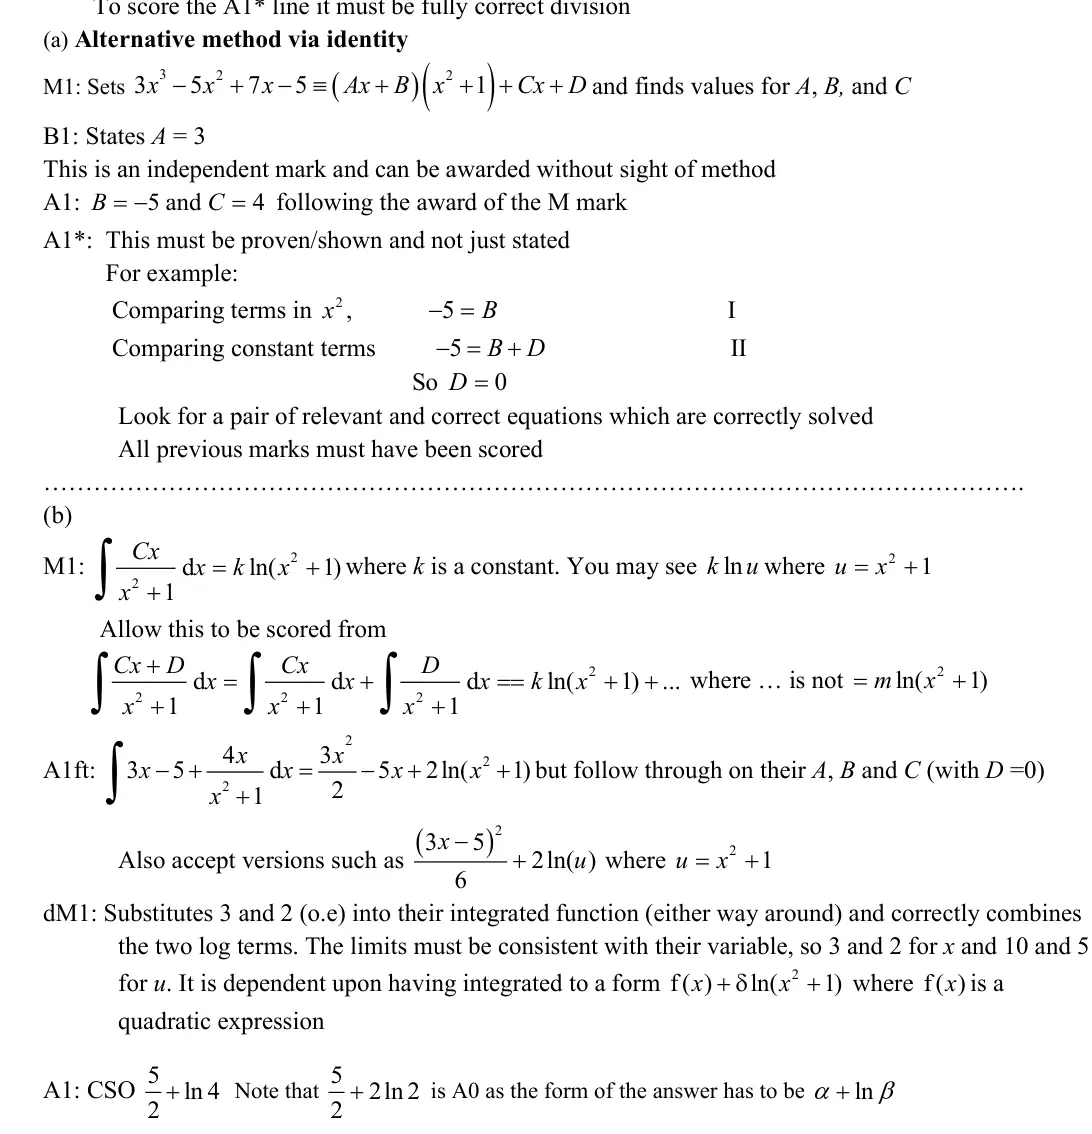 To score the A1* line it must be fully correct division
(a) Alternative method via identity
M1: Sets 3x³ − 5x² + 7x − 5 ≡ (Ax + B)(x² + 1) + Cx + D and finds values for A, B, and C
B1: States A = 3
This is an independent mark and can be awarded without sight of method
A1: B = −5 and C = 4 following the award of the M mark
A1*: This must be proven/shown and not just stated
For example:
Comparing terms in x², −5 = B I
Comparing constant terms −5 = B + D II
So D = 0
Look for a pair of relevant and correct equations which are correctly solved
All previous marks must have been scored
……………………………………………………………………………………………………….
(b)
M1: ∫ Cx/(x² + 1) dx = k ln(x² + 1) where k is a constant. You may see k ln u where u = x² + 1
Allow this to be scored from
∫ (Cx + D)/(x² + 1) dx = ∫ Cx/(x² + 1) dx + ∫ D/(x² + 1) dx == k ln(x² + 1) + ... where … is not = m ln(x² + 1)
A1ft: ∫ 3x − 5 + 4x/(x² + 1) dx = 3x²/2 − 5x + 2 ln(x² + 1) but follow through on their A, B and C (with D =0)
Also accept versions such as (3x − 5)²/6 + 2 ln(u) where u = x² + 1
dM1: Substitutes 3 and 2 (o.e) into their integrated function (either way around) and correctly combines
the two log terms. The limits must be consistent with their variable, so 3 and 2 for x and 10 and 5
for u. It is dependent upon having integrated to a form f(x) + δ ln(x² + 1) where f(x) is a
quadratic expression
A1: CSO 5/2 + ln 4 Note that 5/2 + 2 ln 2 is A0 as the form of the answer has to be α + ln β